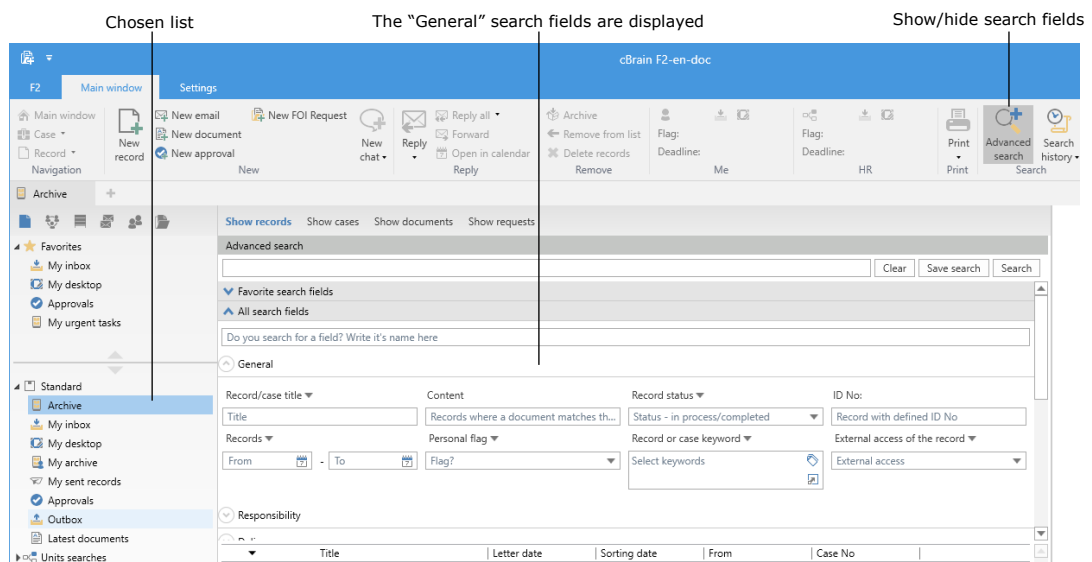 Chosen list
The “General” search fields are displayed
Show/hide search fields
cBrain F2-en-doc
F2 Main window Settings
Main window
Case
Record
Navigation
New record
New email
New document
New approval
New FOI Request
New chat
New
Reply
Reply all
Forward
Open in calendar
Reply
Archive
Remove from list
Delete records
Remove
Flag:
Deadline:
Me
Flag:
Deadline:
HR
Print
Print
Advanced search
Search history
Search
Archive +
Favorites
My inbox
My desktop
Approvals
My urgent tasks
Standard
Archive
My inbox
My desktop
My archive
My sent records
Approvals
Outbox
Latest documents
Units searches
Show records Show cases Show documents Show requests
Advanced search
Clear Save search Search
Favorite search fields
All search fields
Do you search for a field? Write it's name here
General
Record/case title Content Record status ID No:
Title Records where a document matches th... Status - in process/completed Record with defined ID No
Records Personal flag Record or case keyword External access of the record
From - To Flag? Select keywords External access
Responsibility
Title Letter date Sorting date From Case No